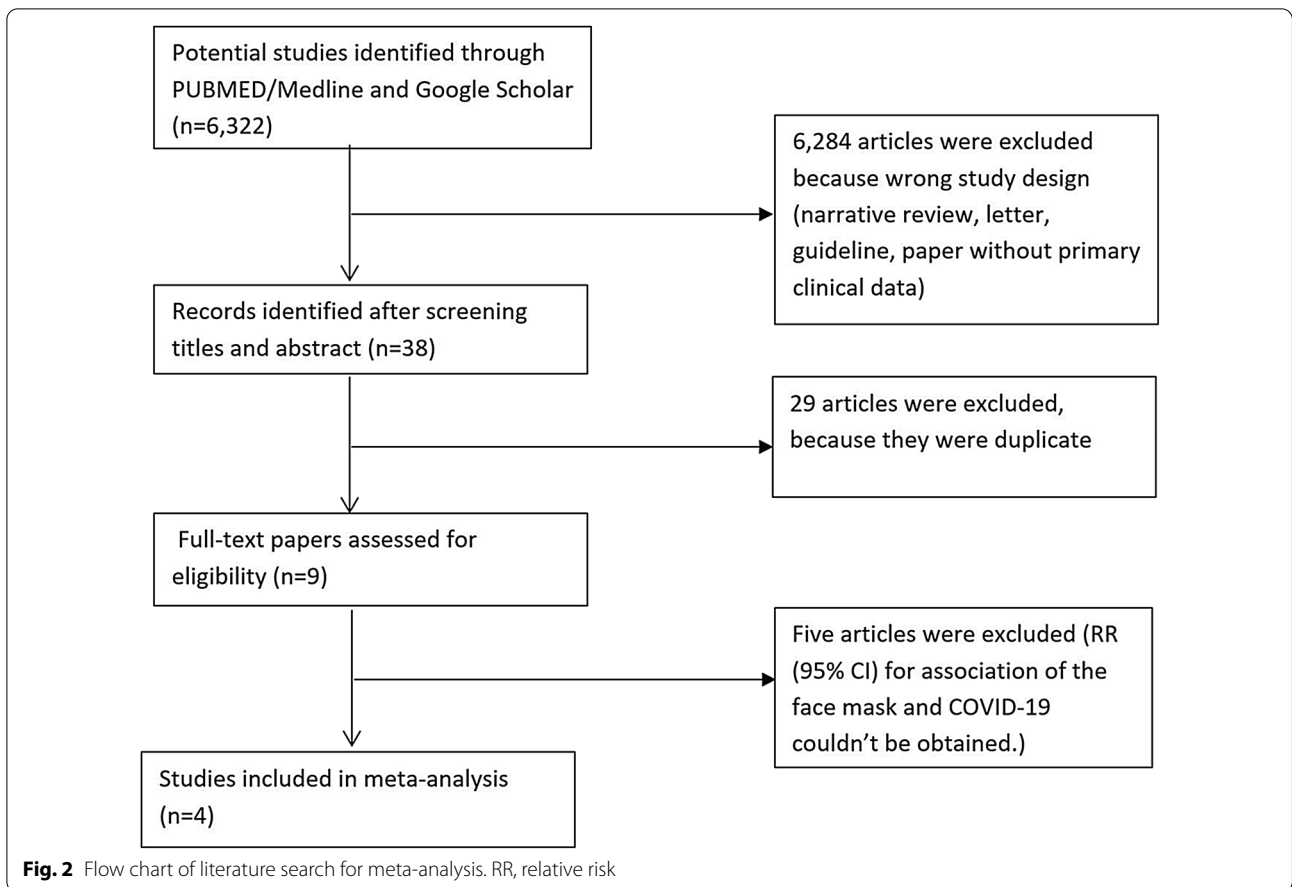 Potential studies identified through
PUBMED/Medline and Google Scholar
(n=6,322)
6,284 articles were excluded
because wrong study design
(narrative review, letter,
guideline, paper without primary
clinical data)
Records identified after screening
titles and abstract (n=38)
29 articles were excluded,
because they were duplicate
Full-text papers assessed for
eligibility (n=9)
Five articles were excluded (RR
(95% CI) for association of the
face mask and COVID-19
couldn't be obtained.)
Studies included in meta-analysis
(n=4)
Fig. 2 Flow chart of literature search for meta-analysis. RR, relative risk